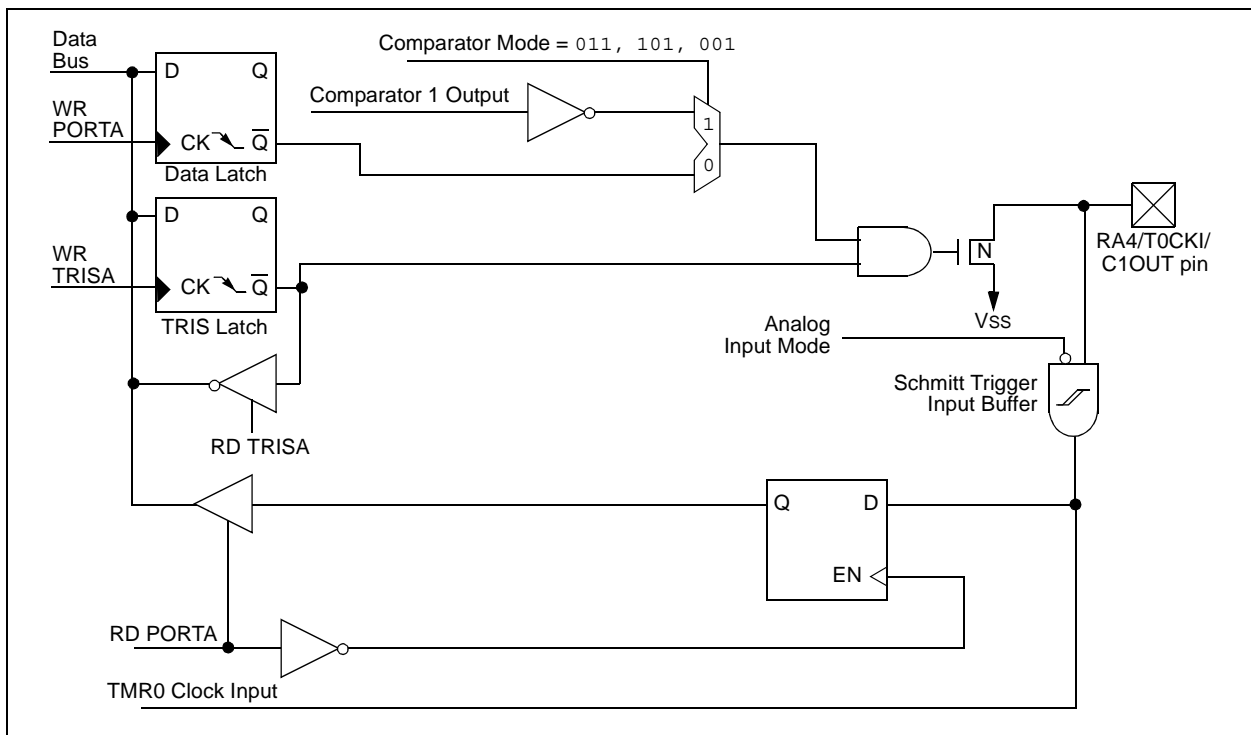 Data
Bus
D Q
WR
PORTA
CK Q̅
Data Latch
Comparator Mode = 011, 101, 001
Comparator 1 Output
1
0
D Q
WR
TRISA
CK Q̅
TRIS Latch
N
VSS
RA4/T0CKI/
C1OUT pin
Analog
Input Mode
Schmitt Trigger
Input Buffer
RD TRISA
Q D
EN
RD PORTA
TMR0 Clock Input